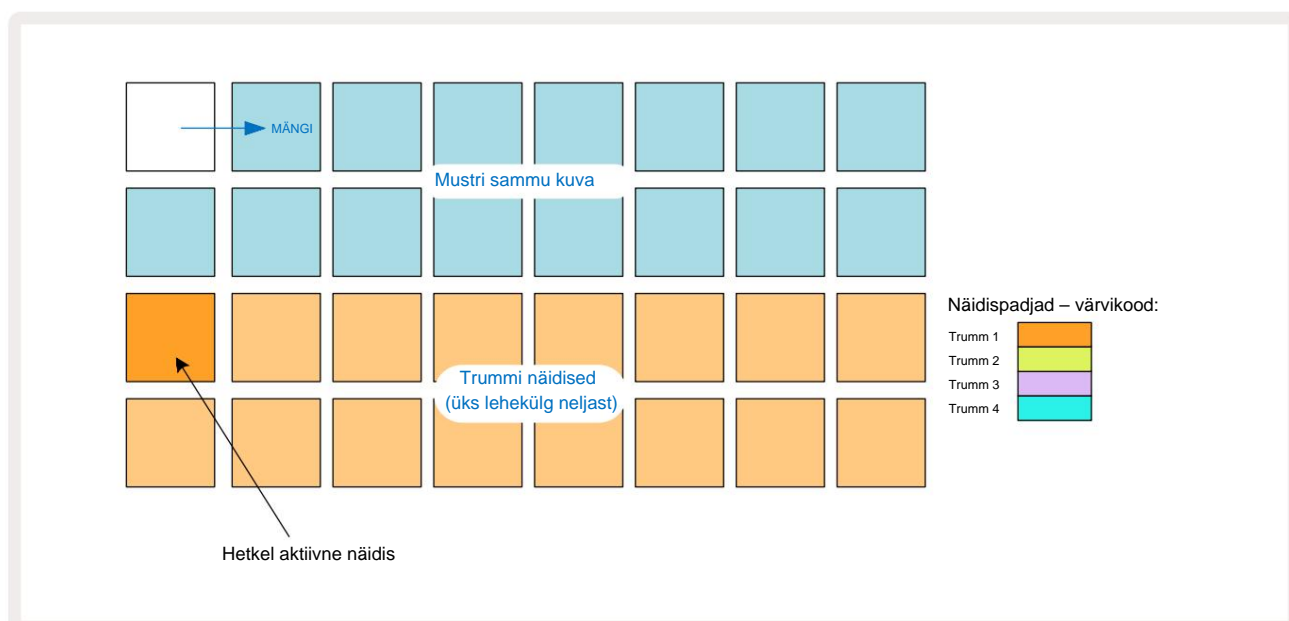 MÄNGI
Mustri sammu kuva
Näidispadjad – värvikood:
Trumm 1
Trumm 2
Trumm 3
Trumm 4
Trummi näidised
(üks lehekülg neljast)
Hetkel aktiivne näidis